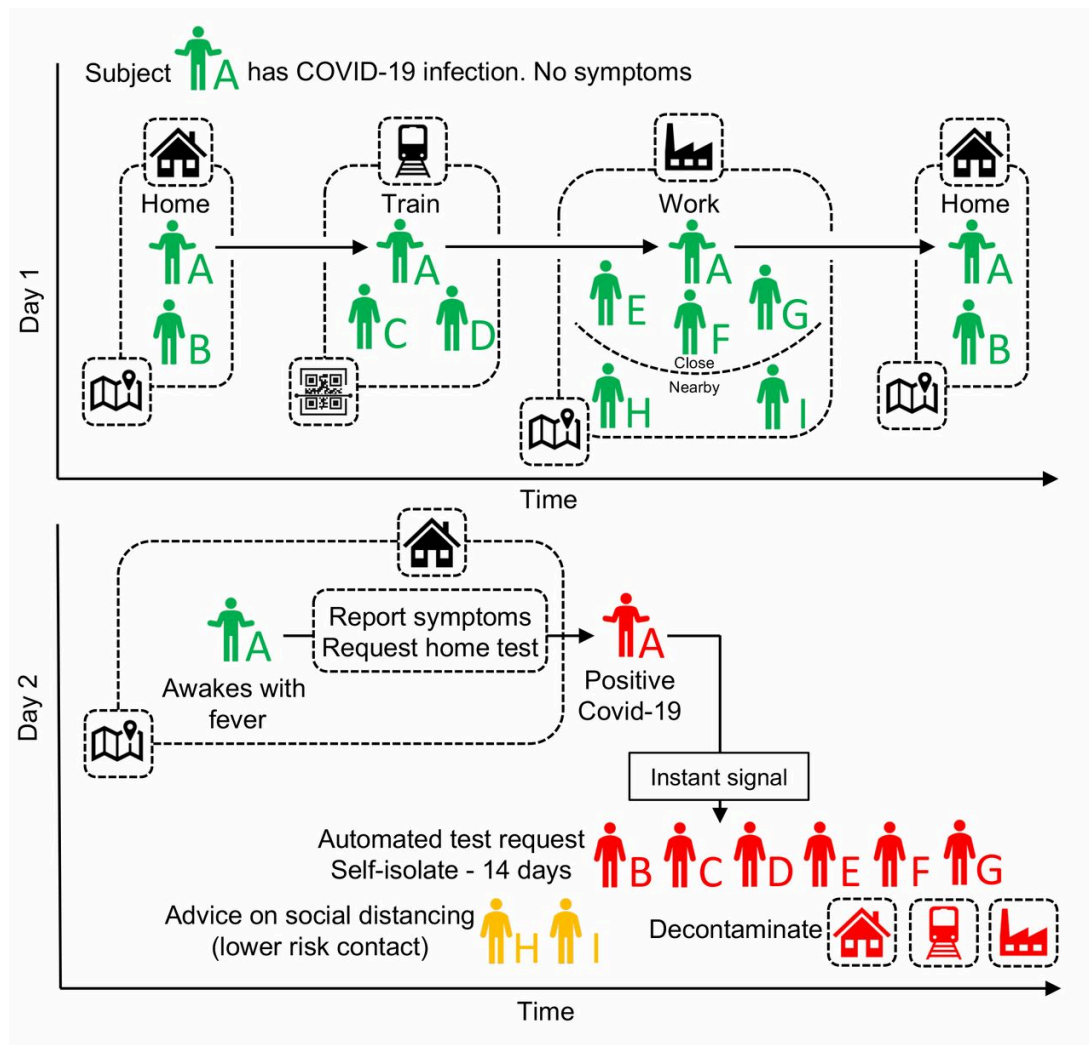 Subject A has COVID-19 infection. No symptoms
Home
Train
Work
Home
A
A
A
A
B
C
D
E
F
G
B
Close
Nearby
H
I
Day 1
Time
A
Report symptoms
Request home test
A
Awakes with
fever
Positive
Covid-19
Instant signal
Automated test request
Self-isolate - 14 days
B C D E F G
Advice on social distancing
(lower risk contact)
H I
Decontaminate
Day 2
Time